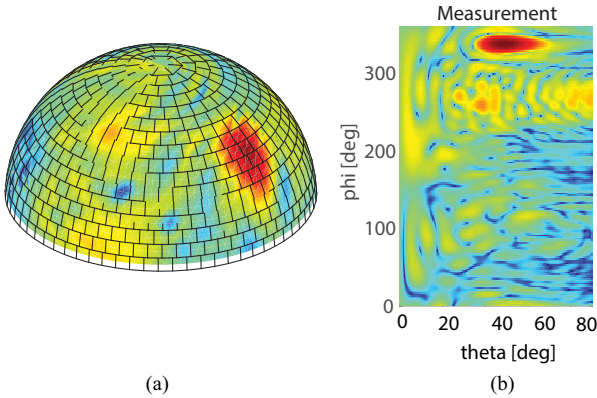 Measurement
300
200
100
0
phi [deg]
0 20 40 60 80
theta [deg]
(a) (b)